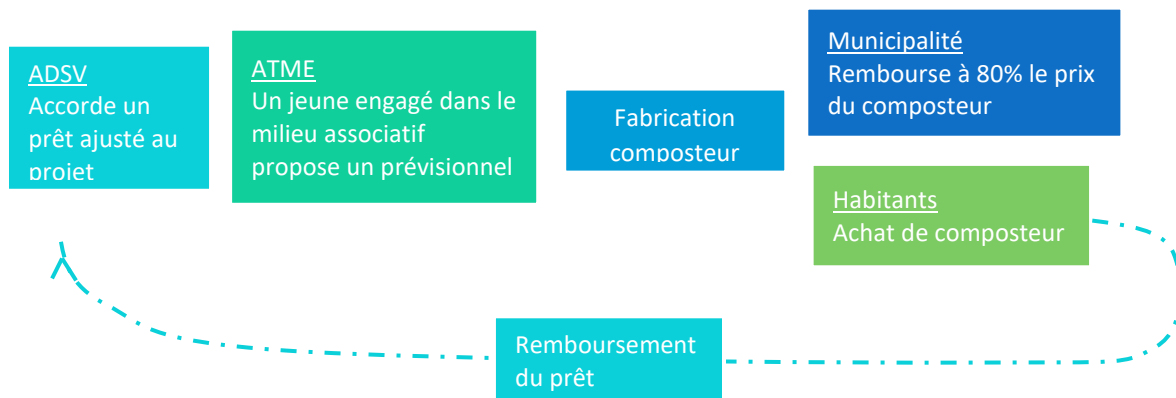 ADSV
Accorde un
prêt ajusté au
projet
ATME
Un jeune engagé dans le
milieu associatif
propose un prévisionnel
Fabrication
composteur
Municipalité
Rembourse à 80% le prix
du composteur
Habitants
Achat de composteur
Remboursement
du prêt